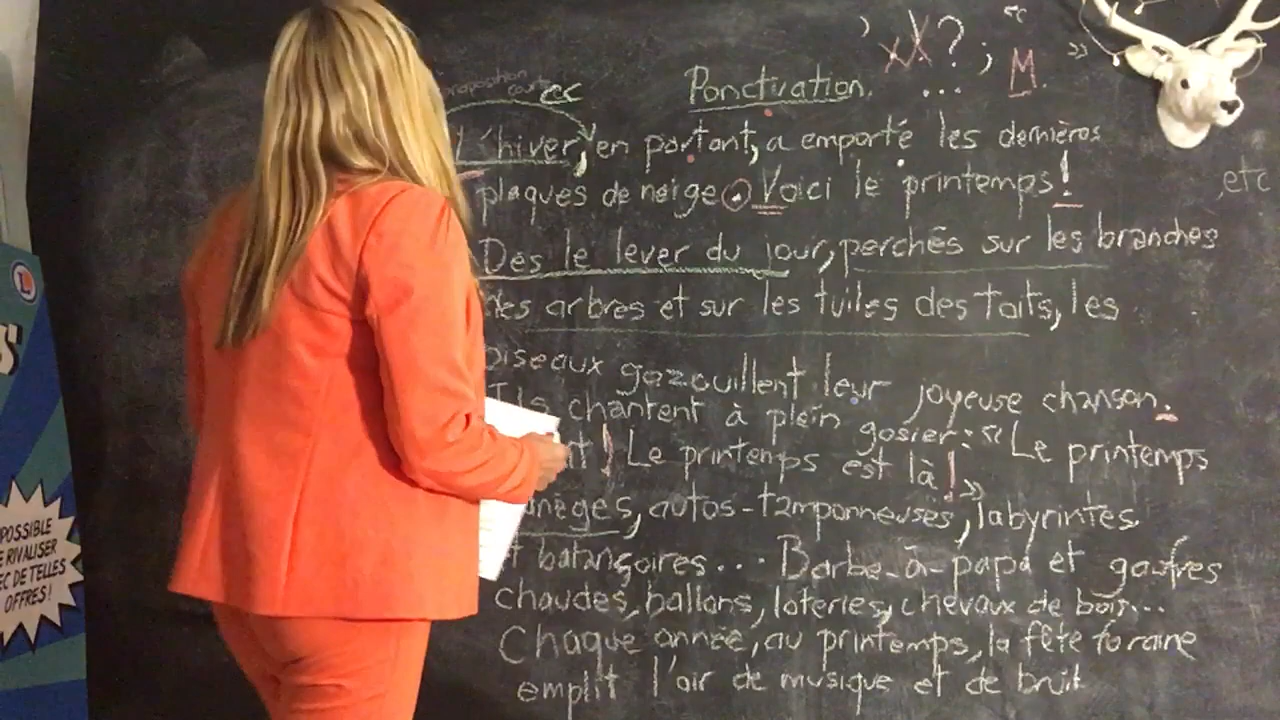 Ponctuation.
cc
L'hiver, en partant, a emporté les dernières
plaques de neige. Voici le printemps!
Dès le lever du jour, perchés sur les branches
des arbres et sur les tuiles des toits, les
oiseaux gazouillent leur joyeuse chanson.
Ils chantent à plein gosier: « Le printemps
! Le printemps est là! »
autos-tamponneuses, labyrintes
et balançoires... Barbe-à-papa et gaufres
chaudes, ballons, loteries, chevaux de bois...
Chaque année, au printemps, la fête foraine
emplit l'air de musique et de bruit
, etc
? ; ... M.
L
POSSIBLE
E RIVALISER
EC DE TELLES
OFFRES!